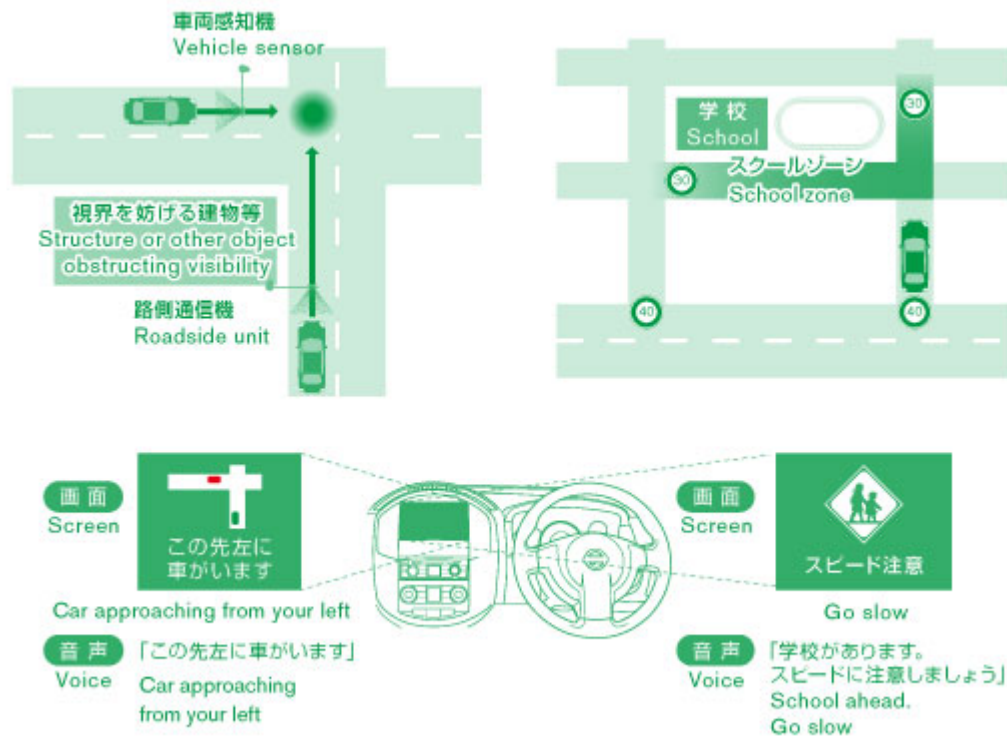 車両感知機
Vehicle sensor
視界を妨げる建物等
Structure or other object
obstructing visibility
路側通信機
Roadside unit
30
学校
School
スクールゾーン
30
School zone
40
40
画面
Screen
この先左に
車がいます
Car approaching from your left
音声
Voice
「この先左に車がいます」
Car approaching
from your left
画面
Screen
スピード注意
Go slow
音声
Voice
「学校があります。
スピードに注意しましょう」
School ahead.
Go slow